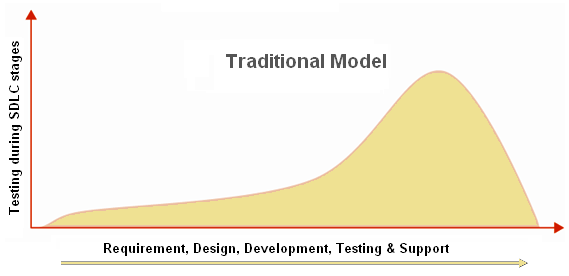 Traditional Model
Testing during SDLC stages
Requirement, Design, Development, Testing & Support